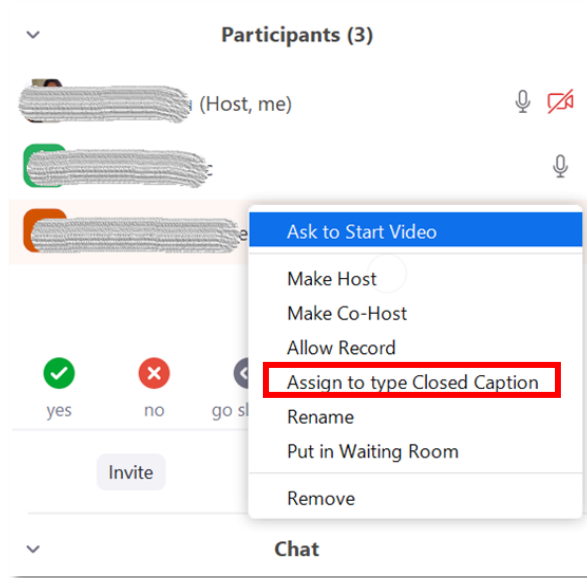 Participants (3)
(Host, me)
Ask to Start Video
Make Host
Make Co-Host
Allow Record
Assign to type Closed Caption
Rename
Put in Waiting Room
Remove
yes
no
go
Invite
Chat